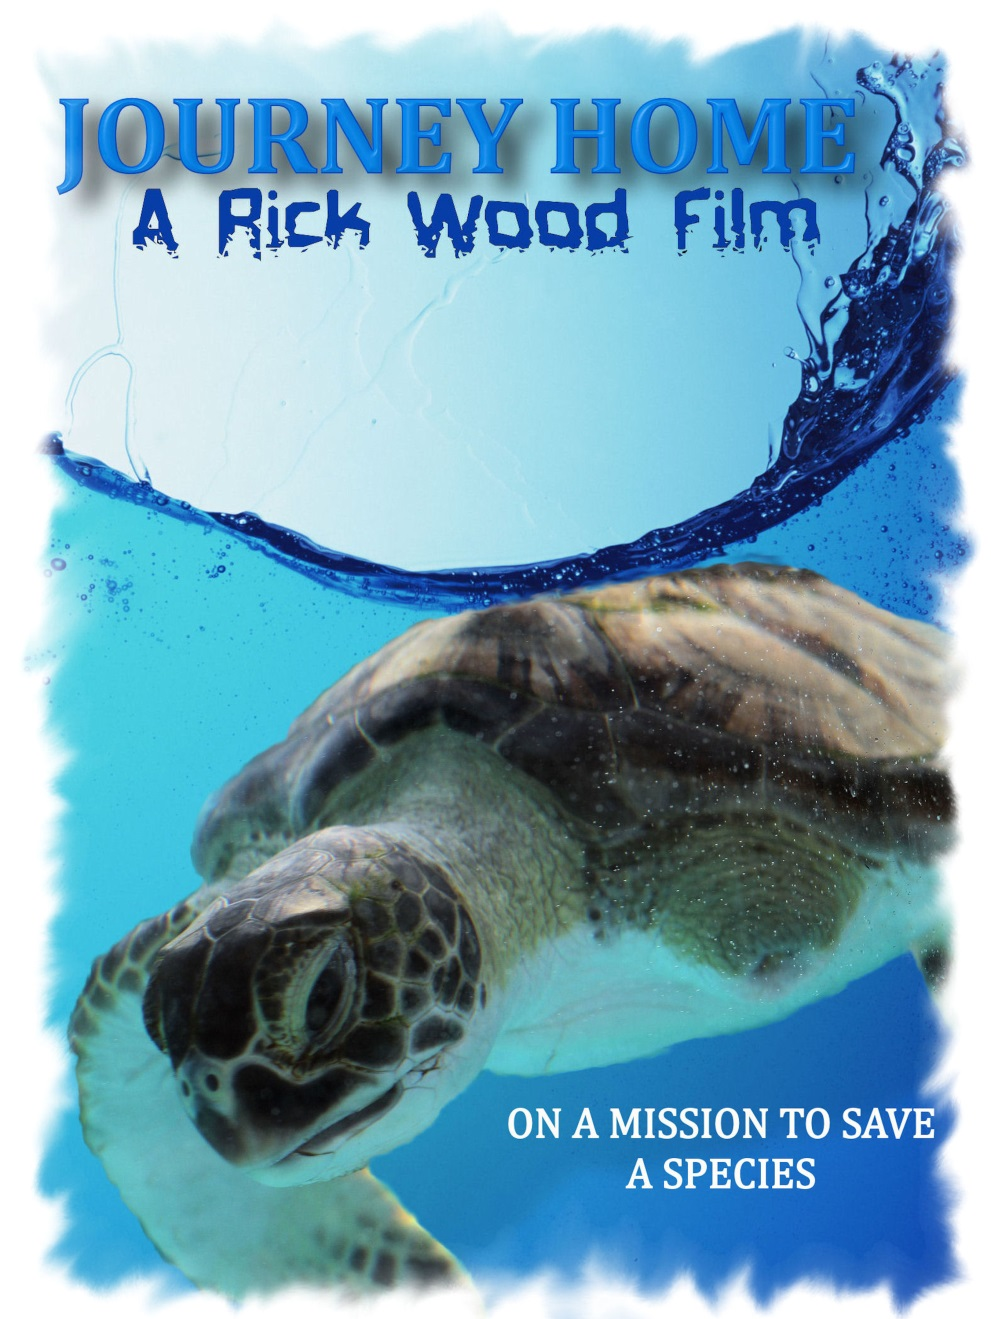 JOURNEY HOME
A Rick Wood Film
ON A MISSION TO SAVE
A SPECIES